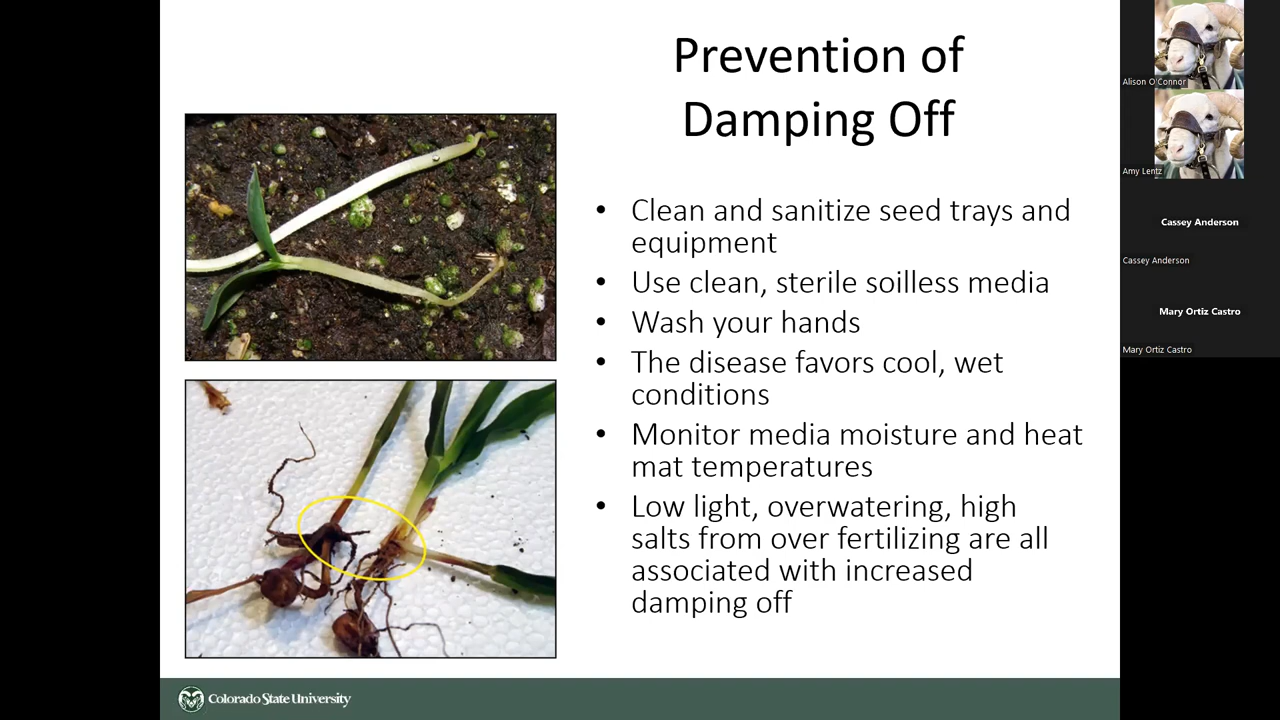 Prevention of
Damping Off
• Clean and sanitize seed trays and
equipment
• Use clean, sterile soilless media
• Wash your hands
• The disease favors cool, wet
conditions
• Monitor media moisture and heat
mat temperatures
• Low light, overwatering, high
salts from over fertilizing are all
associated with increased
damping off
Colorado State University
Alison O'Connor
Amy Lentz
Cassey Anderson
Cassey Anderson
Mary Ortiz Castro
Mary Ortiz Castro